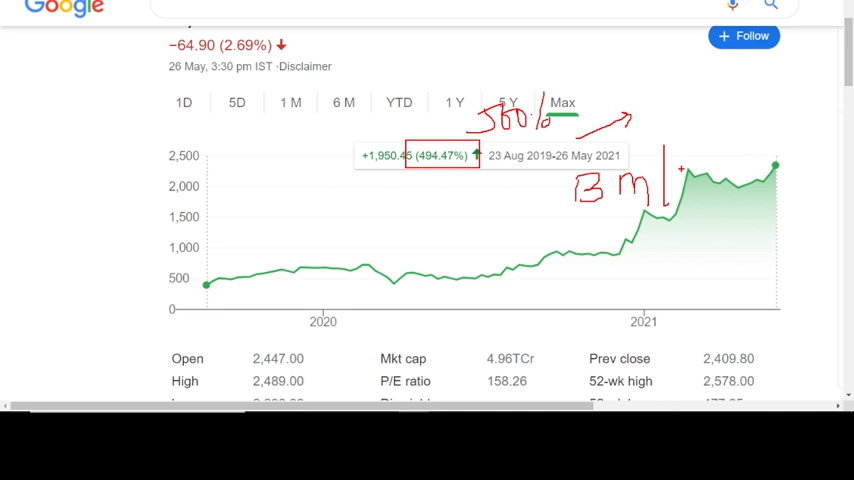 Google
−64.90 (2.69%)
+ Follow
26 May, 3:30 pm IST · Disclaimer
1D 5D 1 M 6 M YTD 1 Y 5 Y Max
500%
+1,950.45 (494.47%) 23 Aug 2019-26 May 2021
B M
2,500
2,000
1,500
1,000
500
0
2020 2021
Open 2,447.00 Mkt cap 4.96TCr Prev close 2,409.80
High 2,489.00 P/E ratio 158.26 52-wk high 2,578.00